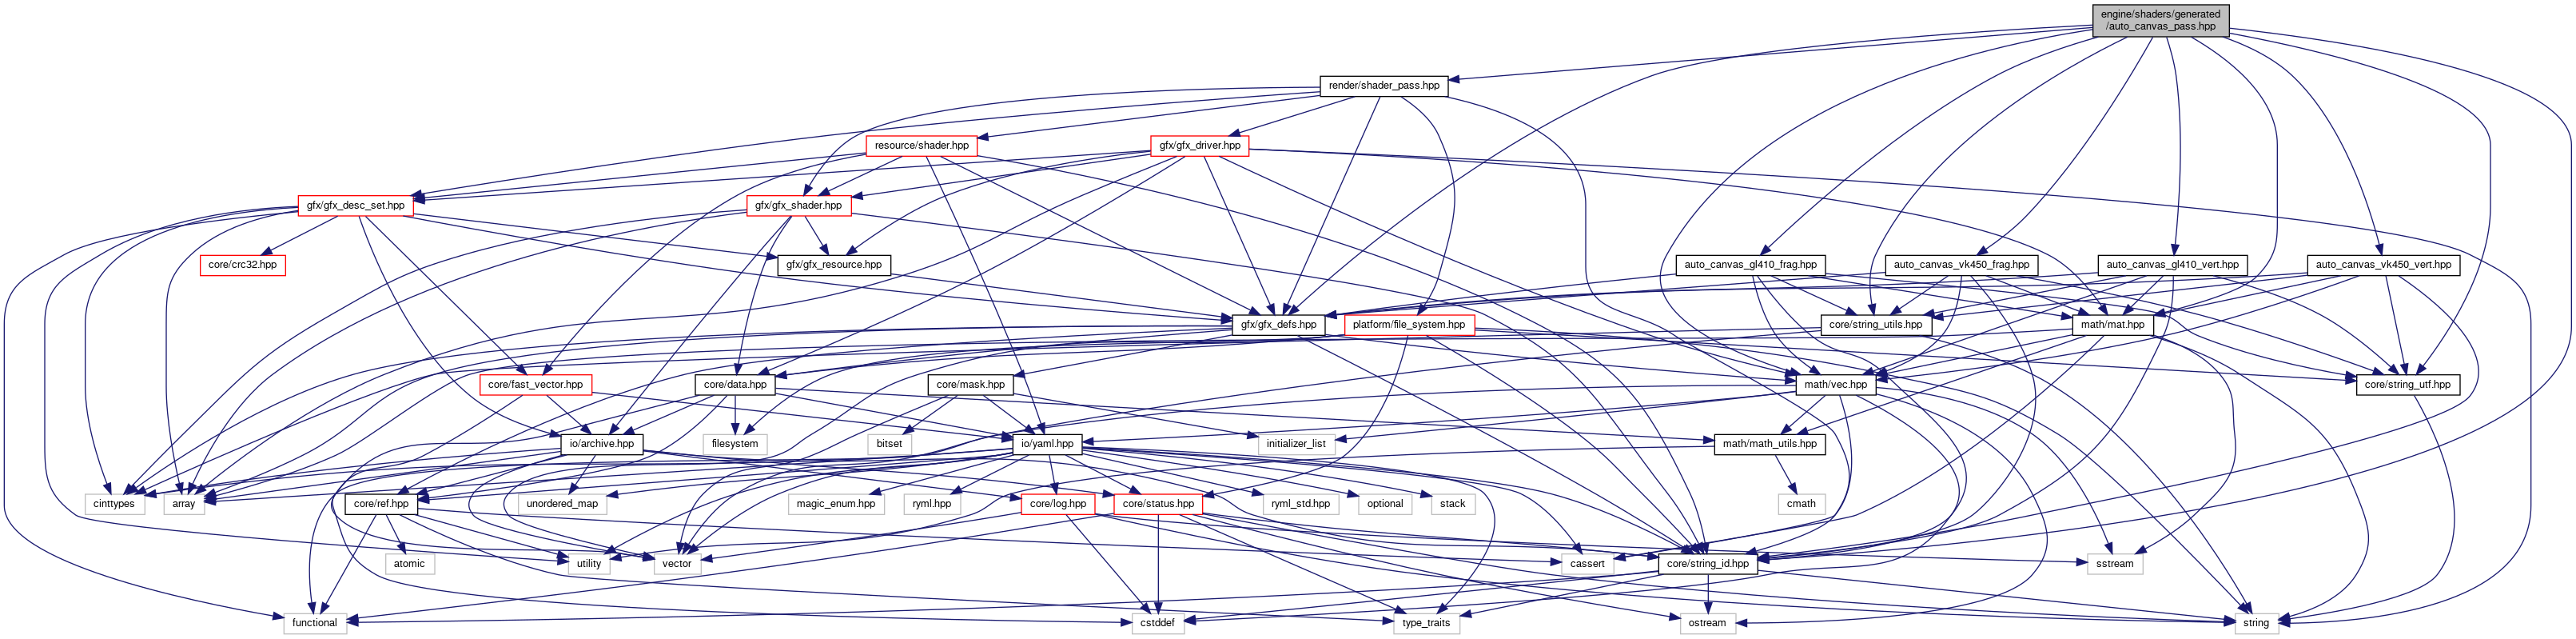 engine/shaders/generated
/auto_canvas_pass.hpp
render/shader_pass.hpp
resource/shader.hpp
gfx/gfx_driver.hpp
gfx/gfx_desc_set.hpp
gfx/gfx_shader.hpp
core/crc32.hpp
gfx/gfx_resource.hpp
auto_canvas_gl410_frag.hpp
auto_canvas_vk450_frag.hpp
auto_canvas_gl410_vert.hpp
auto_canvas_vk450_vert.hpp
gfx/gfx_defs.hpp
platform/file_system.hpp
core/string_utils.hpp
math/mat.hpp
core/fast_vector.hpp
core/data.hpp
core/mask.hpp
math/vec.hpp
core/string_utf.hpp
io/archive.hpp
filesystem
bitset
io/yaml.hpp
initializer_list
math/math_utils.hpp
cinttypes
array
core/ref.hpp
unordered_map
magic_enum.hpp
ryml.hpp
core/log.hpp
core/status.hpp
ryml_std.hpp
optional
stack
cmath
atomic
utility
vector
cassert
core/string_id.hpp
sstream
functional
cstddef
type_traits
ostream
string